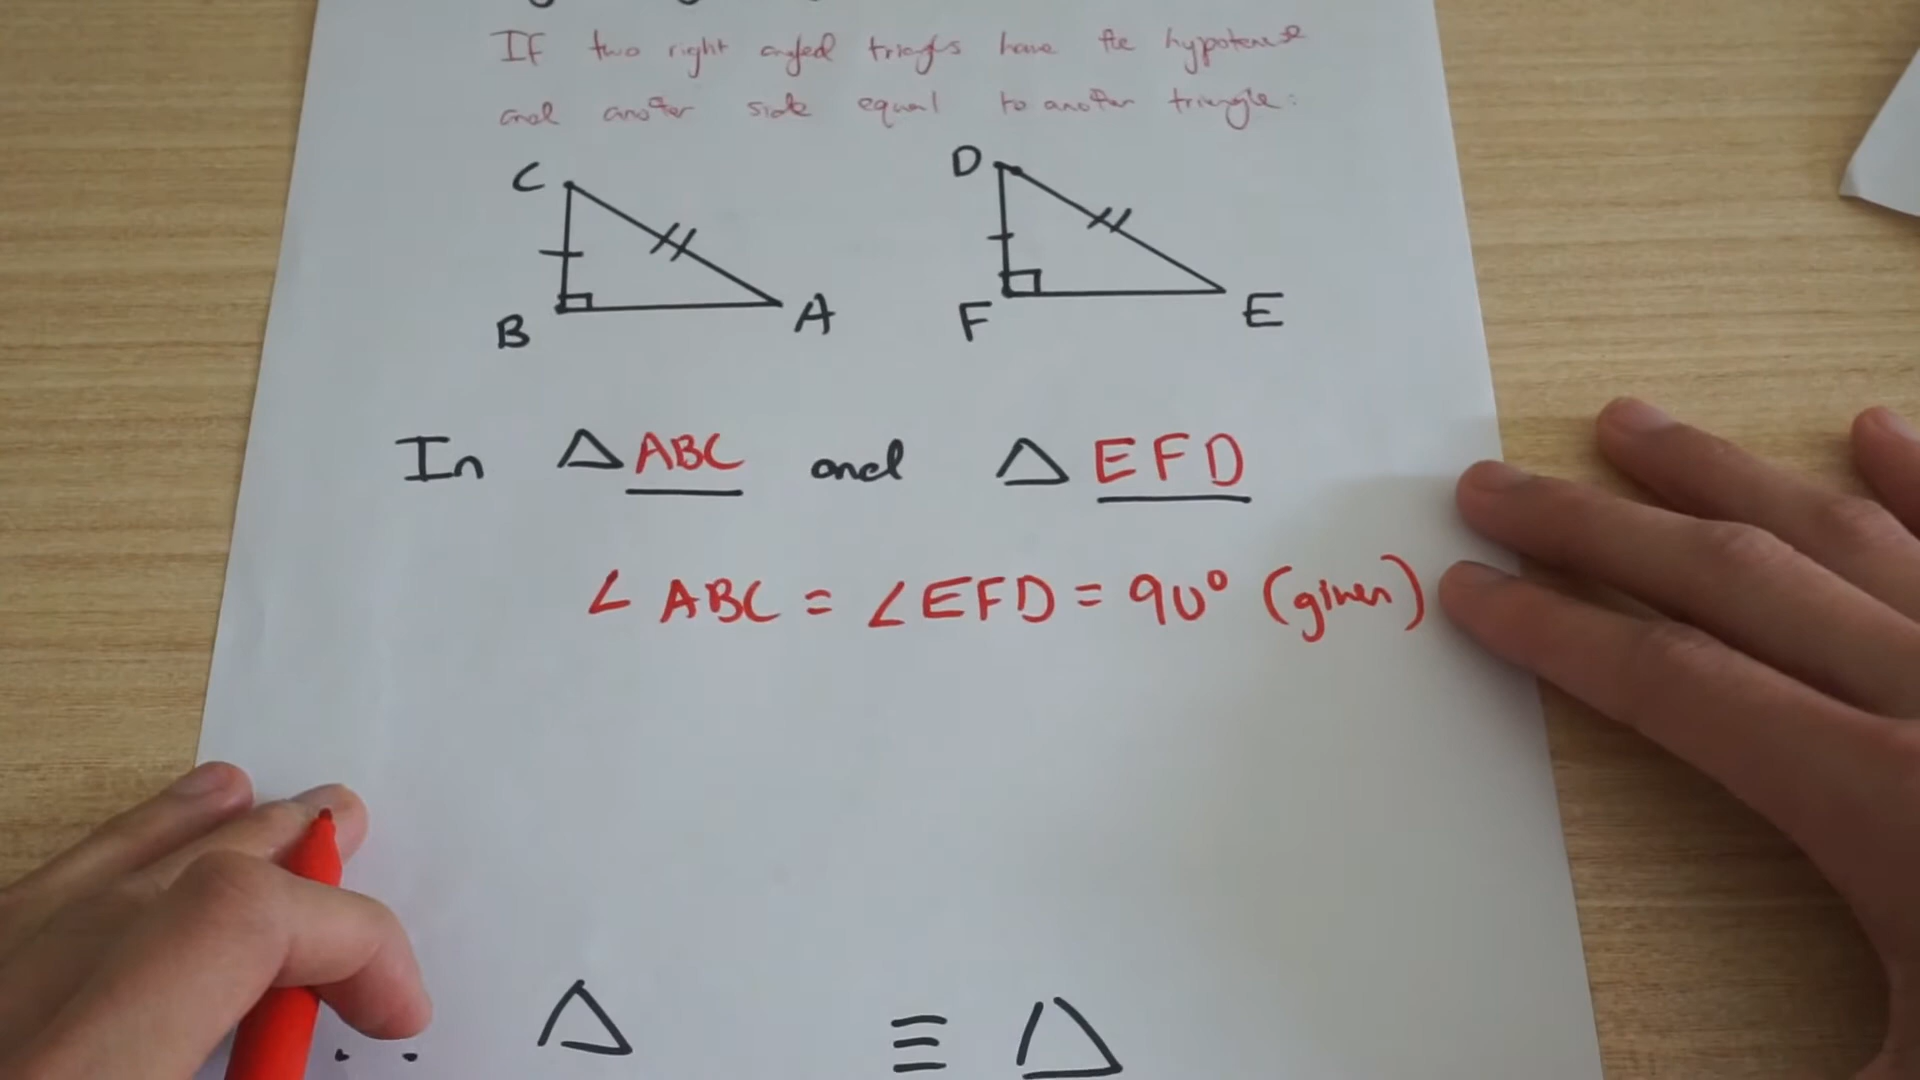 If two right angled triangles have the hypotenuse
and another side equal to another triangle:
C
D
B
A
F
E
In △ ABC and △ EFD
∠ ABC = ∠ EFD = 90° (given)
∴ △ ≡ △